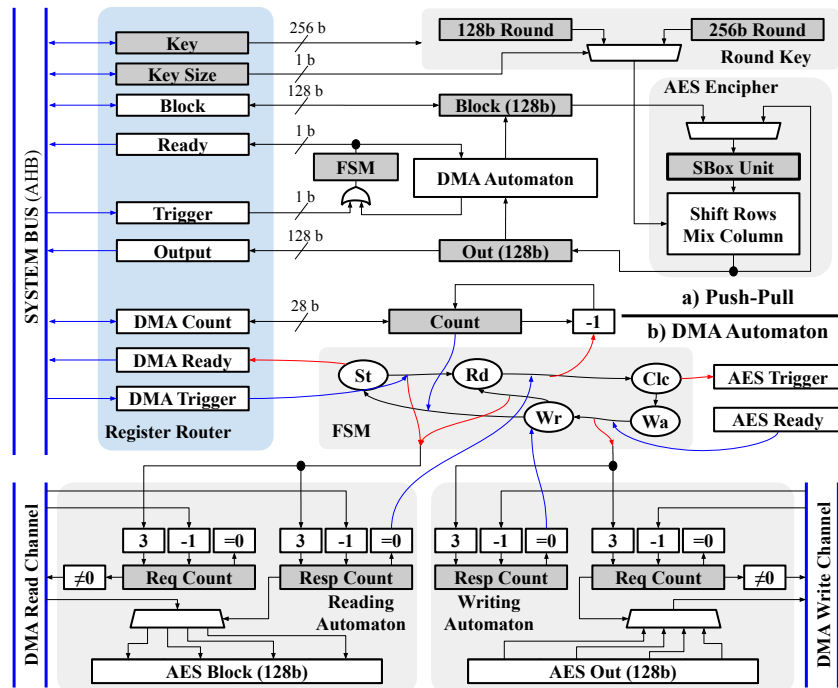 SYSTEM BUS (AHB)
Key
256 b
128b Round
256b Round
Round Key
Key Size
1 b
Block
128 b
Block (128b)
AES Encipher
Ready
1 b
FSM
DMA Automaton
SBox Unit
Shift Rows
Mix Column
Trigger
1 b
Output
128 b
Out (128b)
a) Push-Pull
DMA Count
28 b
Count
-1
b) DMA Automaton
DMA Ready
St
Rd
Clc
AES Trigger
DMA Trigger
Wr
Wa
AES Ready
Register Router
FSM
DMA Read Channel
3
-1
=0
3
-1
=0
3
-1
=0
3
-1
=0
≠0
Req Count
Resp Count
Resp Count
Req Count
≠0
Reading
Automaton
Writing
Automaton
AES Block (128b)
AES Out (128b)
DMA Write Channel